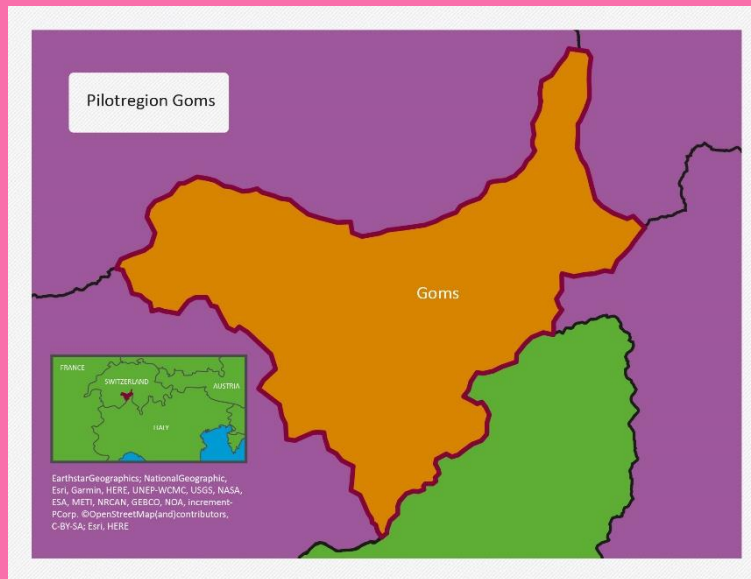 Pilotregion Goms
Goms
FRANCE
SWITZERLAND
AUSTRIA
ITALY
EarthstarGeographics; NationalGeographic,
Esri, Garmin, HERE, UNEP-WCMC, USGS, NASA,
ESA, METI, NRCAN, GEBCO, NOA, increment-
PCorp. ©OpenStreetMap(and)contributors,
C-BY-SA; Esri, HERE